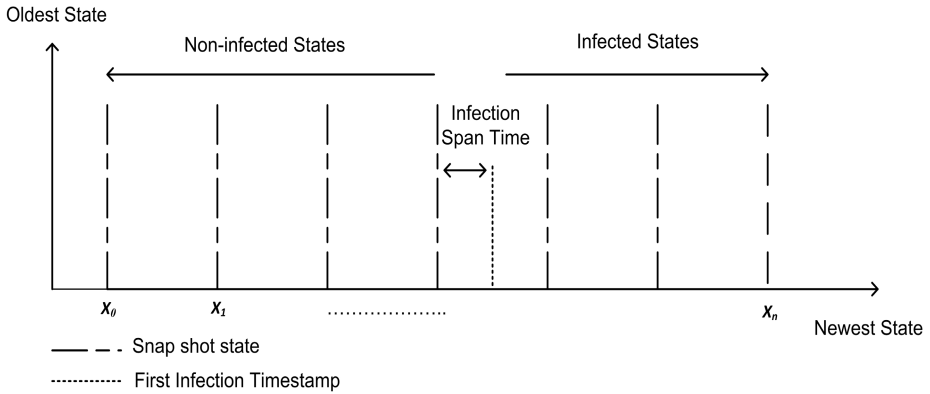 Oldest State
Non-infected States
Infected States
Infection
Span Time
X0
X1
...................
Xn
Newest State
Snap shot state
First Infection Timestamp